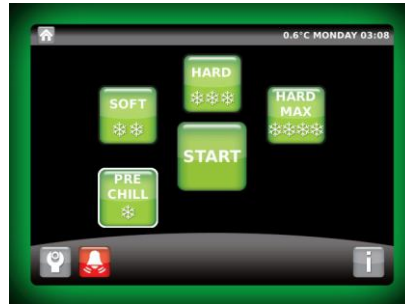 0.6°C MONDAY 03:08
HARD
SOFT
HARD
MAX
START
PRE
CHILL
i